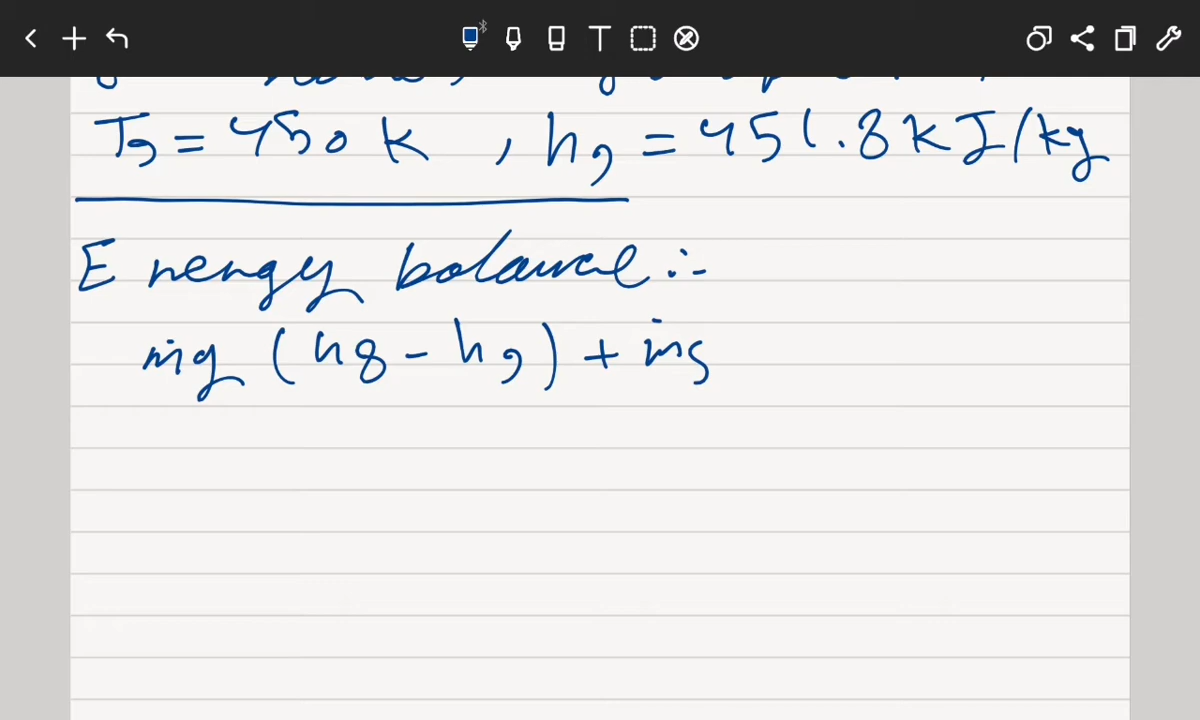 T9 = 450 K , h9 = 451.8 kJ/kg
Energy balance :-
ṁg (h8 - h9) + ṁs